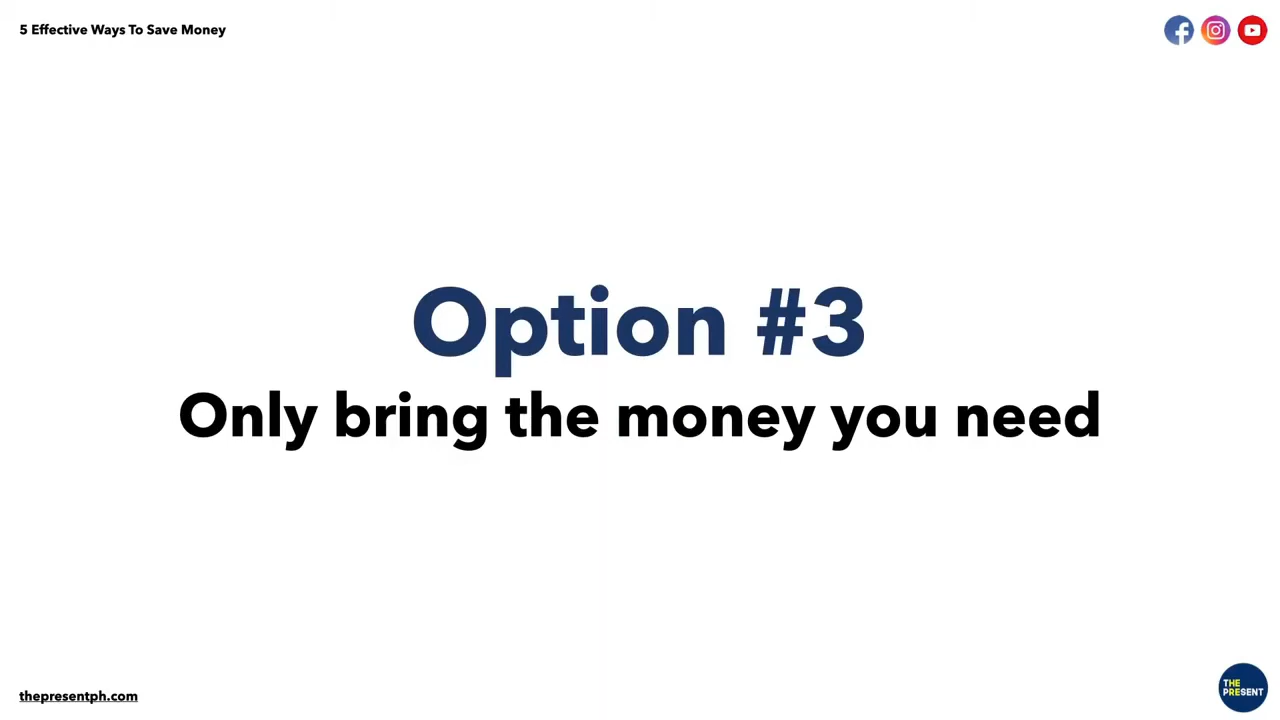 5 Effective Ways To Save Money
Option #3
Only bring the money you need
thepresentph.com
THE
PRESENT